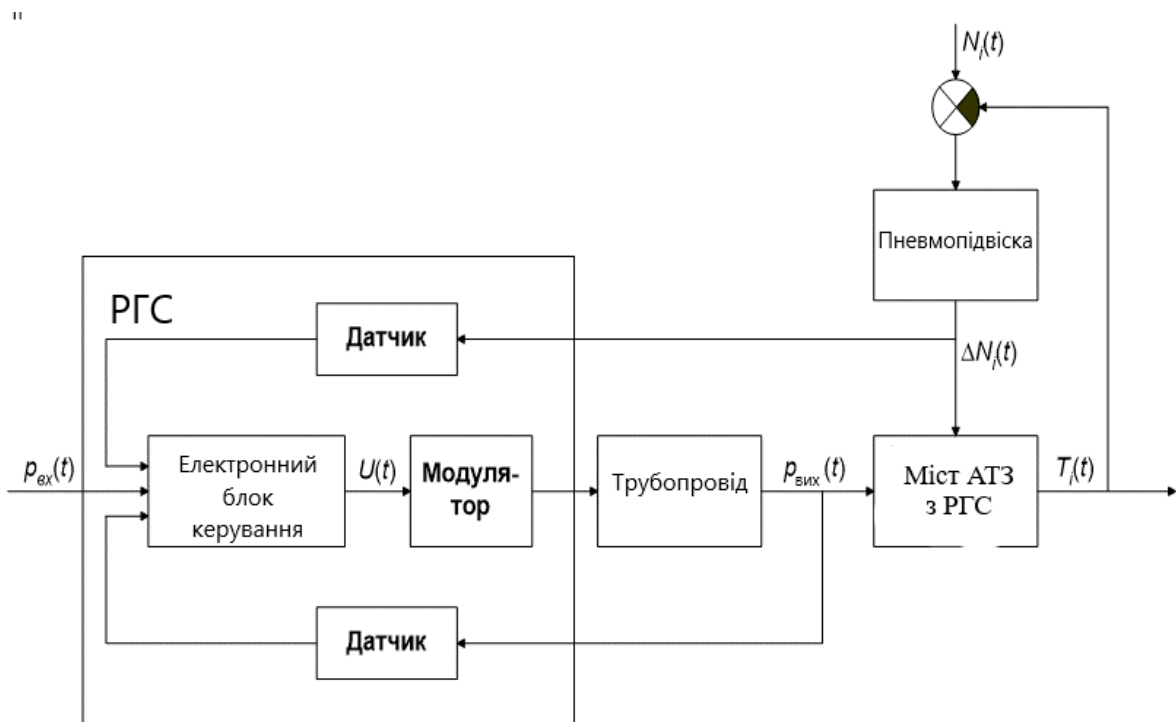 N_i(t)
Пневмопідвіска
РГС
Датчик
ΔN_i(t)
p_вх(t)
Електронний
блок
керування
U(t)
Модуля-
тор
Трубопровід
p_вих (t)
Міст АТЗ
з РГС
T_i(t)
Датчик